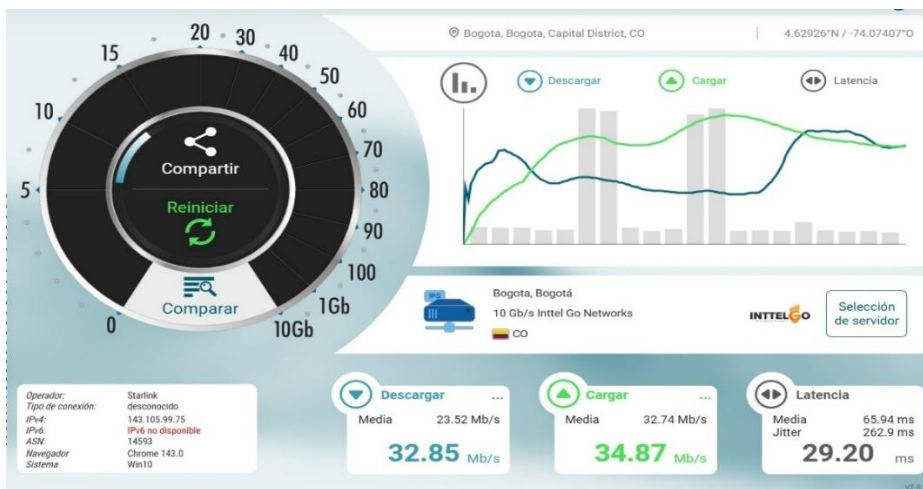 Bogota, Bogota, Capital District, CO
4.62926°N / -74.07407°O
0
5
10
15
20
30
40
50
60
70
80
90
100
1Gb
10Gb
Compartir
Reiniciar
Comparar
Descargar
Cargar
Latencia
IPS
Bogota, Bogotá
10 Gb/s Inttel Go Networks
CO
INTTELGO
Selección
de servidor
Operador: Starlink
Tipo de conexión: desconocido
IPv4: 143.105.99.75
IPv6: IPv6 no disponible
ASN: 14593
Navegador Chrome 143.0
Sistema Win10
Descargar ...
Media 23.52 Mb/s
32.85 Mb/s
Cargar ...
Media 32.74 Mb/s
34.87 Mb/s
Latencia
Media 65.94 ms
Jitter 262.9 ms
29.20 ms